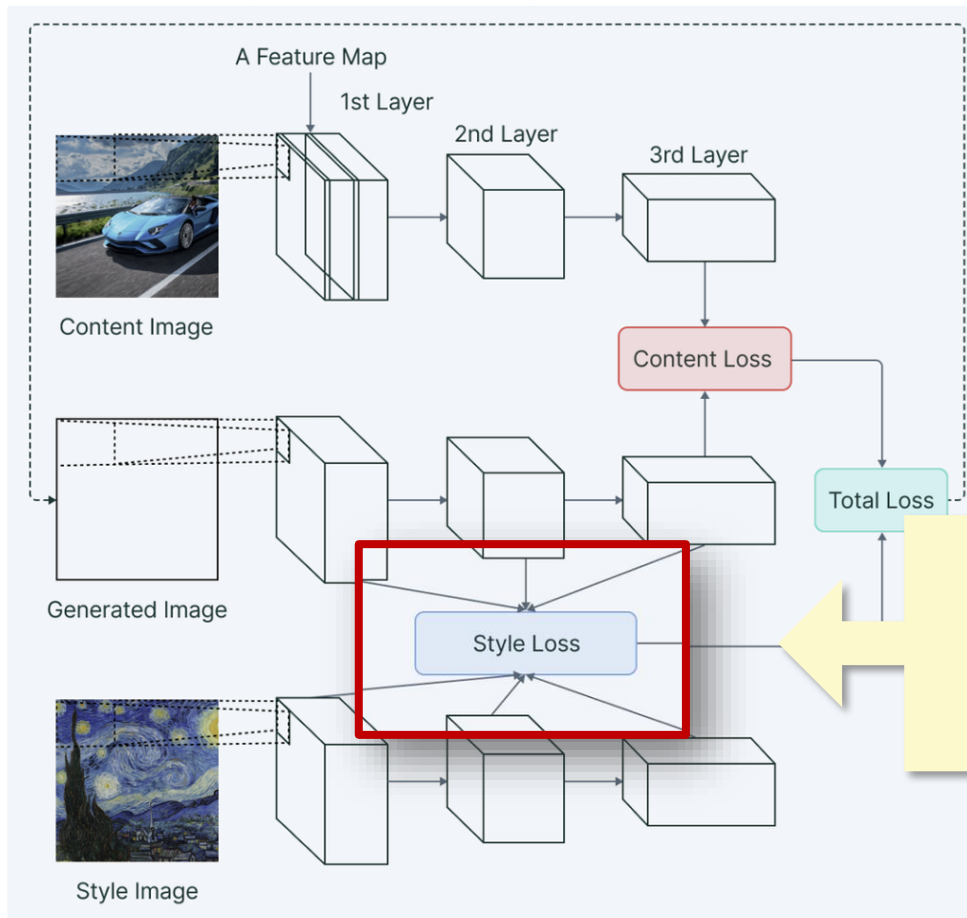 A Feature Map
1st Layer
2nd Layer
3rd Layer
Content Image
Content Loss
Total Loss
Generated Image
Style Loss
Style Image